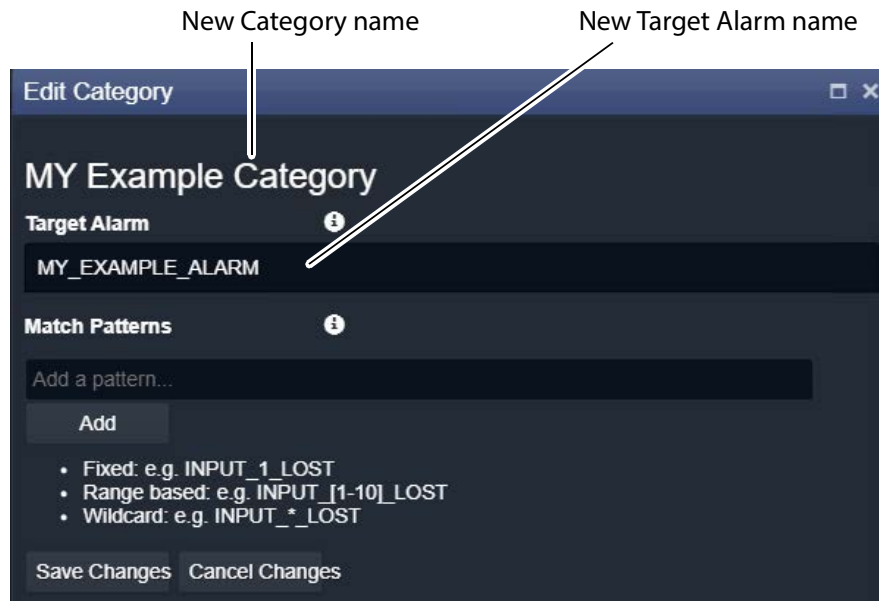 New Category name
New Target Alarm name
Edit Category
MY Example Category
Target Alarm
MY_EXAMPLE_ALARM
Match Patterns
Add a pattern...
Add
• Fixed: e.g. INPUT_1_LOST
• Range based: e.g. INPUT_[1-10]_LOST
• Wildcard: e.g. INPUT_*_LOST
Save Changes Cancel Changes